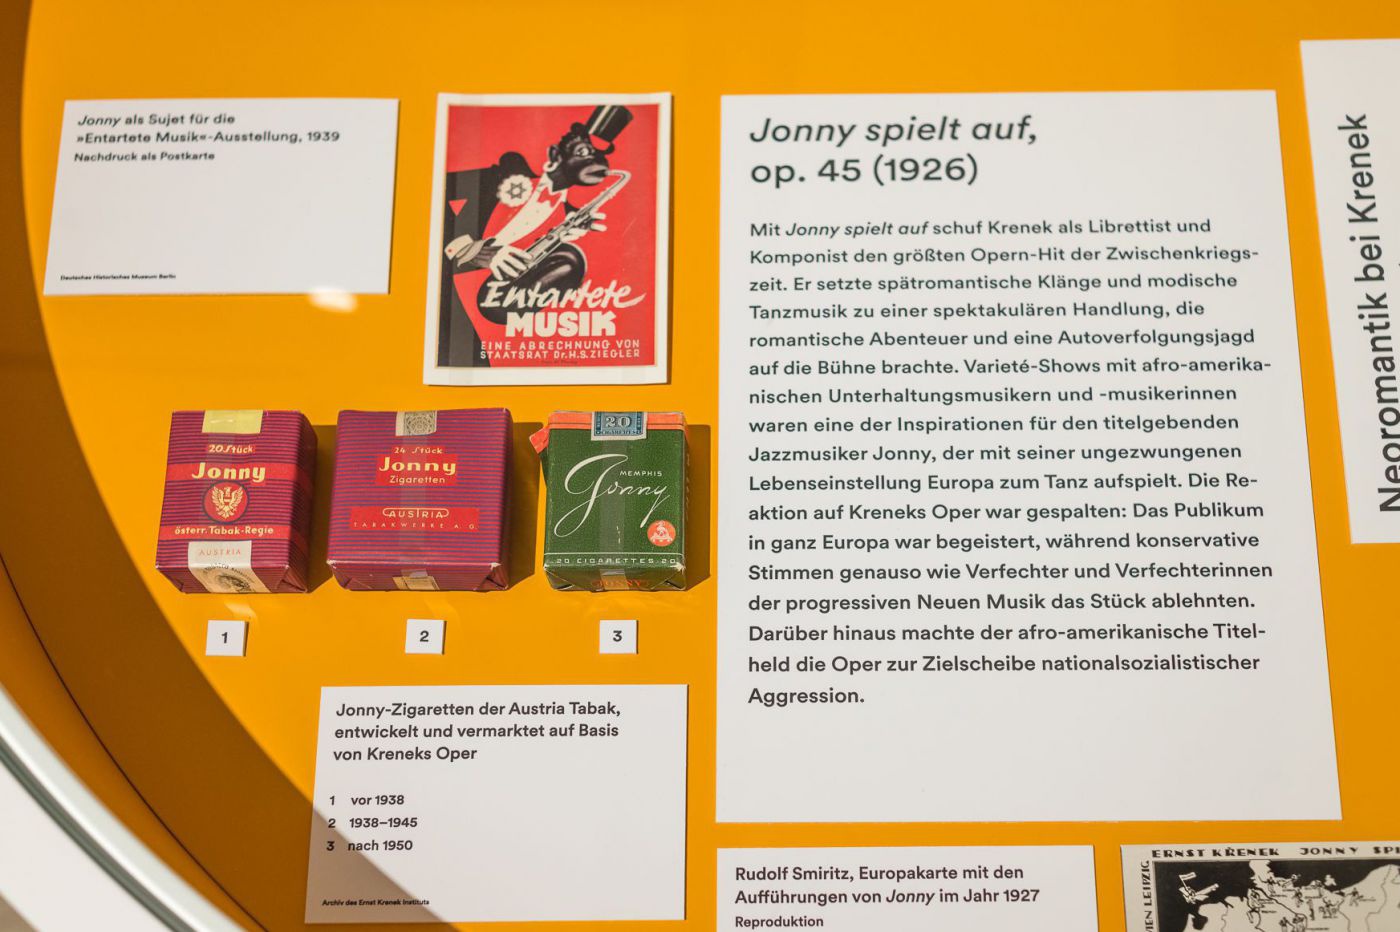 Jonny als Sujet für die
»Entartete Musik«-Ausstellung, 1939
Nachdruck als Postkarte
Deutsches Historisches Museum Berlin
Entartete
MUSIK
EINE ABRECHNUNG VON
STAATSRAT Dr. H.S. ZIEGLER
20 Stück
Jonny
österr. Tabak-Regie
AUSTRIA
24 Stück
Jonny
Zigaretten
AUSTRIA
TABAKWERKE A.G.
20
CIGARETTES
MEMPHIS
Jonny
20 CIGARETTES 20
JONNY
1
2
3
Jonny-Zigaretten der Austria Tabak,
entwickelt und vermarktet auf Basis
von Kreneks Oper
1 vor 1938
2 1938–1945
3 nach 1950
Archiv des Ernst Krenek Instituts
Jonny spielt auf,
op. 45 (1926)
Mit Jonny spielt auf schuf Krenek als Librettist und
Komponist den größten Opern-Hit der Zwischenkriegs-
zeit. Er setzte spätromantische Klänge und modische
Tanzmusik zu einer spektakulären Handlung, die
romantische Abenteuer und eine Autoverfolgungsjagd
auf die Bühne brachte. Varieté-Shows mit afro-amerika-
nischen Unterhaltungsmusikern und -musikerinnen
waren eine der Inspirationen für den titelgebenden
Jazzmusiker Jonny, der mit seiner ungezwungenen
Lebenseinstellung Europa zum Tanz aufspielt. Die Re-
aktion auf Kreneks Oper war gespalten: Das Publikum
in ganz Europa war begeistert, während konservative
Stimmen genauso wie Verfechter und Verfechterinnen
der progressiven Neuen Musik das Stück ablehnten.
Darüber hinaus machte der afro-amerikanische Titel-
held die Oper zur Zielscheibe nationalsozialistischer
Aggression.
Rudolf Smiritz, Europakarte mit den
Aufführungen von Jonny im Jahr 1927
Reproduktion
ERNST KŘENEK JONNY SPI
WIEN LEIPZIG
Neoromantik bei Krenek